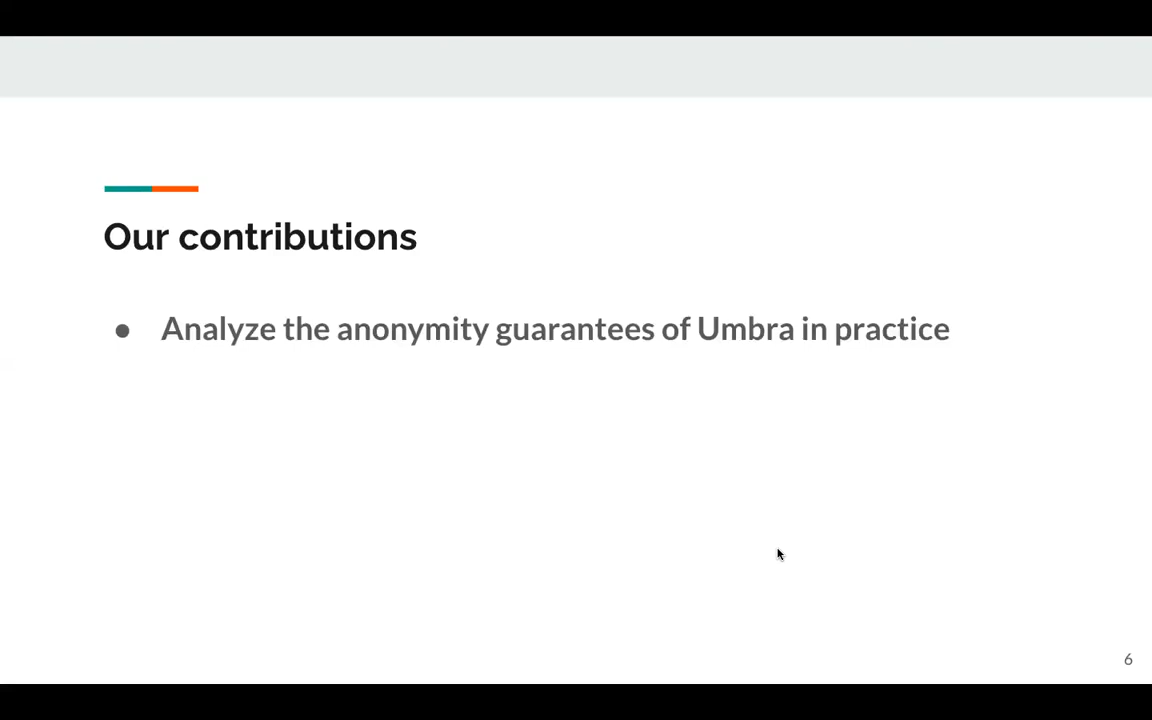 Our contributions
● Analyze the anonymity guarantees of Umbra in practice
6